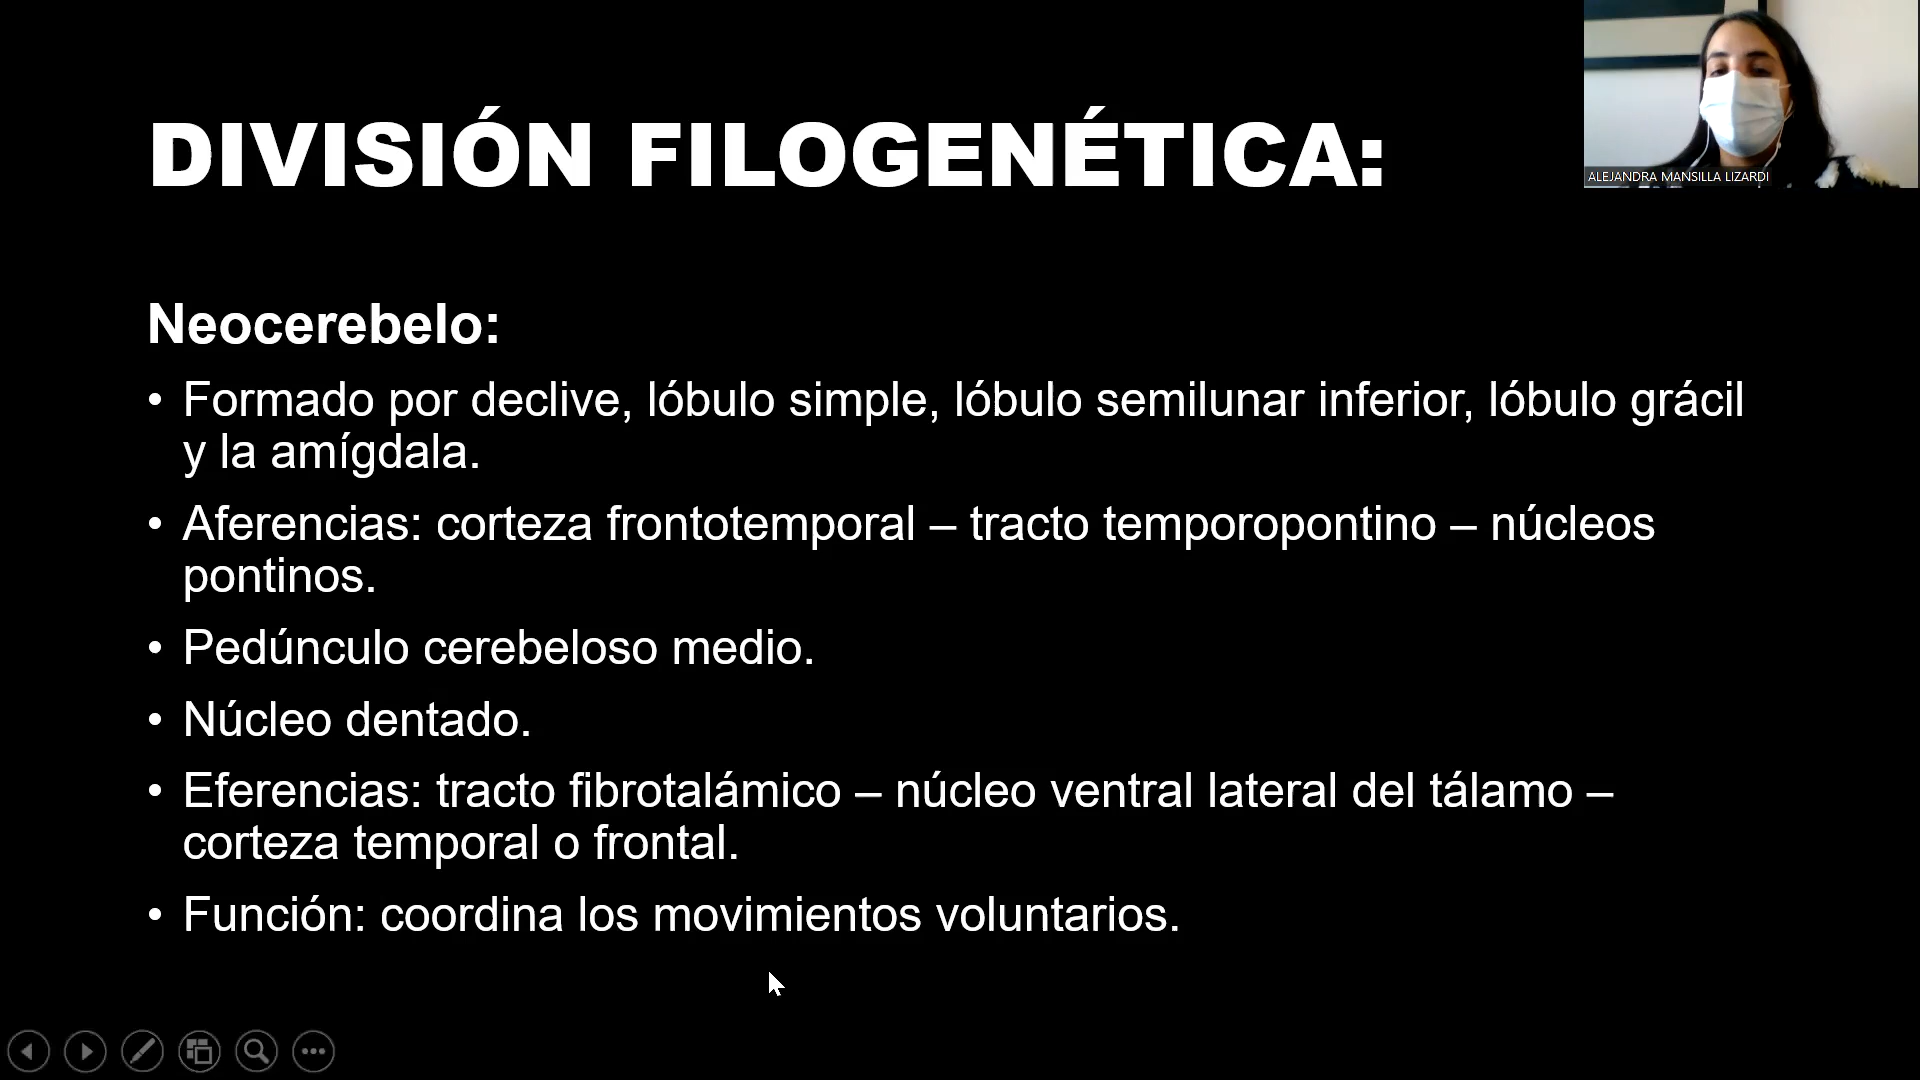 DIVISIÓN FILOGENÉTICA:
ALEJANDRA MANSILLA LIZARDI
Neocerebelo:
• Formado por declive, lóbulo simple, lóbulo semilunar inferior, lóbulo grácil
y la amígdala.
• Aferencias: corteza frontotemporal – tracto temporopontino – núcleos
pontinos.
• Pedúnculo cerebeloso medio.
• Núcleo dentado.
• Eferencias: tracto fibrotalámico – núcleo ventral lateral del tálamo –
corteza temporal o frontal.
• Función: coordina los movimientos voluntarios.